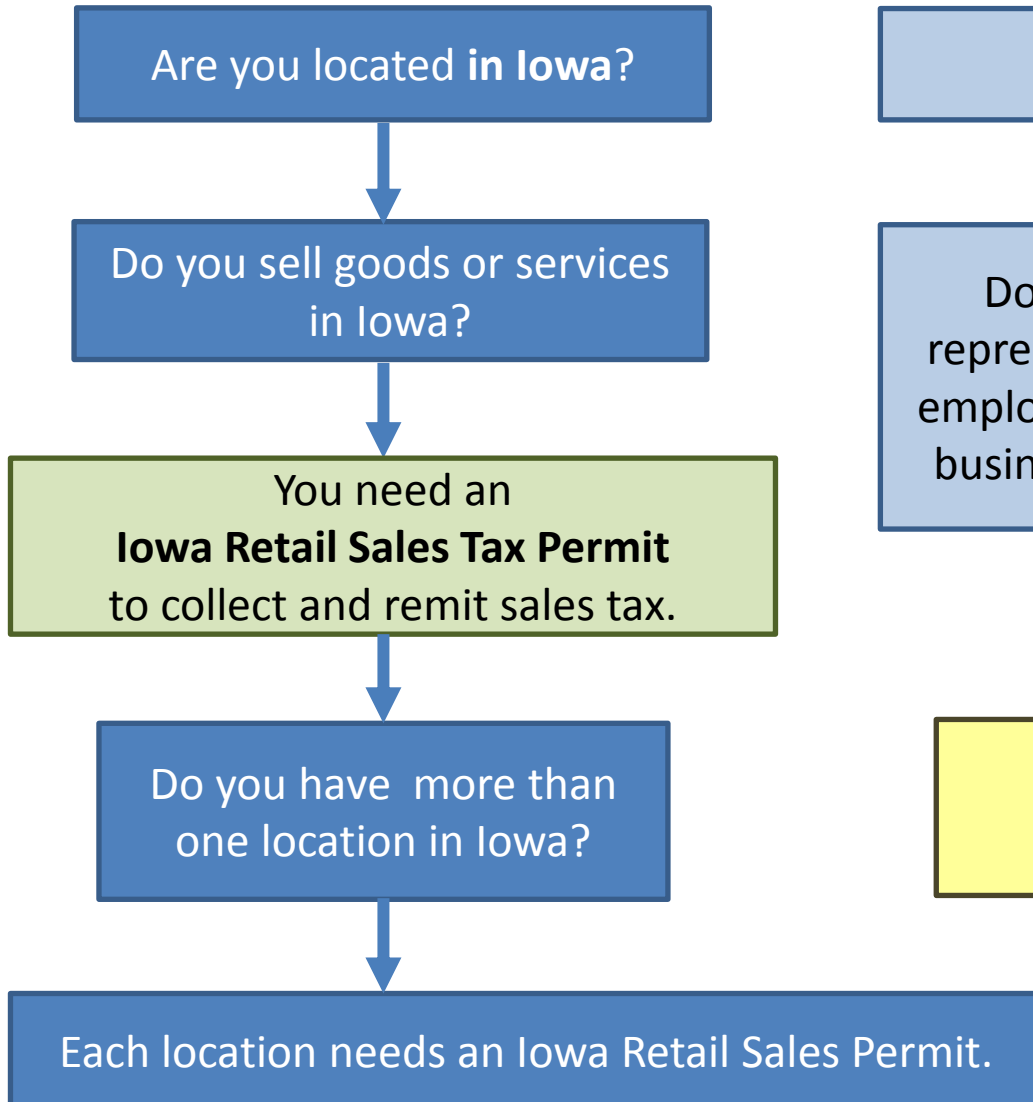 Are you located in Iowa?
Do you sell goods or services
in Iowa?
You need an
Iowa Retail Sales Tax Permit
to collect and remit sales tax.
Do you have  more than
one location in Iowa?
Each location needs an Iowa Retail Sales Permit.
Do
repre
emplo
busin